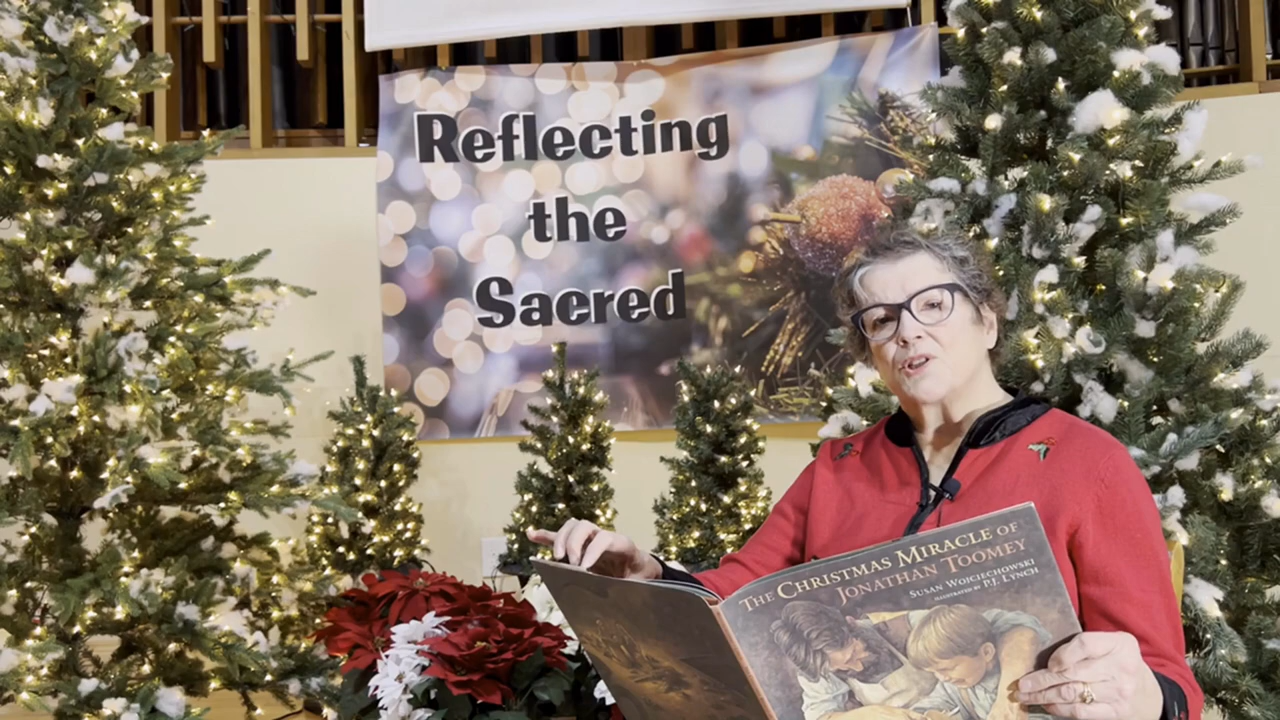 Reflecting
the
Sacred
THE CHRISTMAS MIRACLE OF
JONATHAN TOOMEY
SUSAN WOJCIECHOWSKI
ILLUSTRATED BY P.J. LYNCH